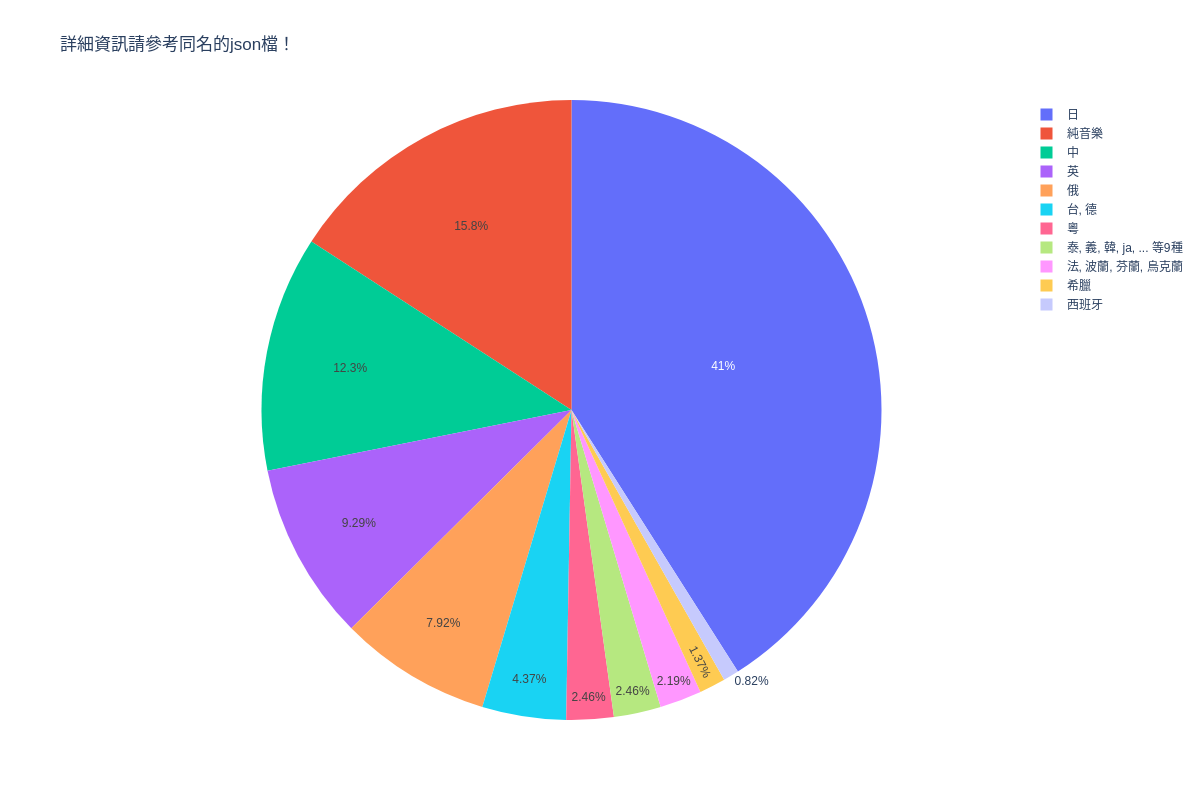 詳細資訊請參考同名的json檔！
日
純音樂
中
英
俄
台, 德
粵
泰, 義, 韓, ja, ... 等9種
法, 波蘭, 芬蘭, 烏克蘭
希臘
西班牙
15.8%
41%
12.3%
9.29%
7.92%
4.37%
2.46%
2.46%
2.19%
1.37%
0.82%